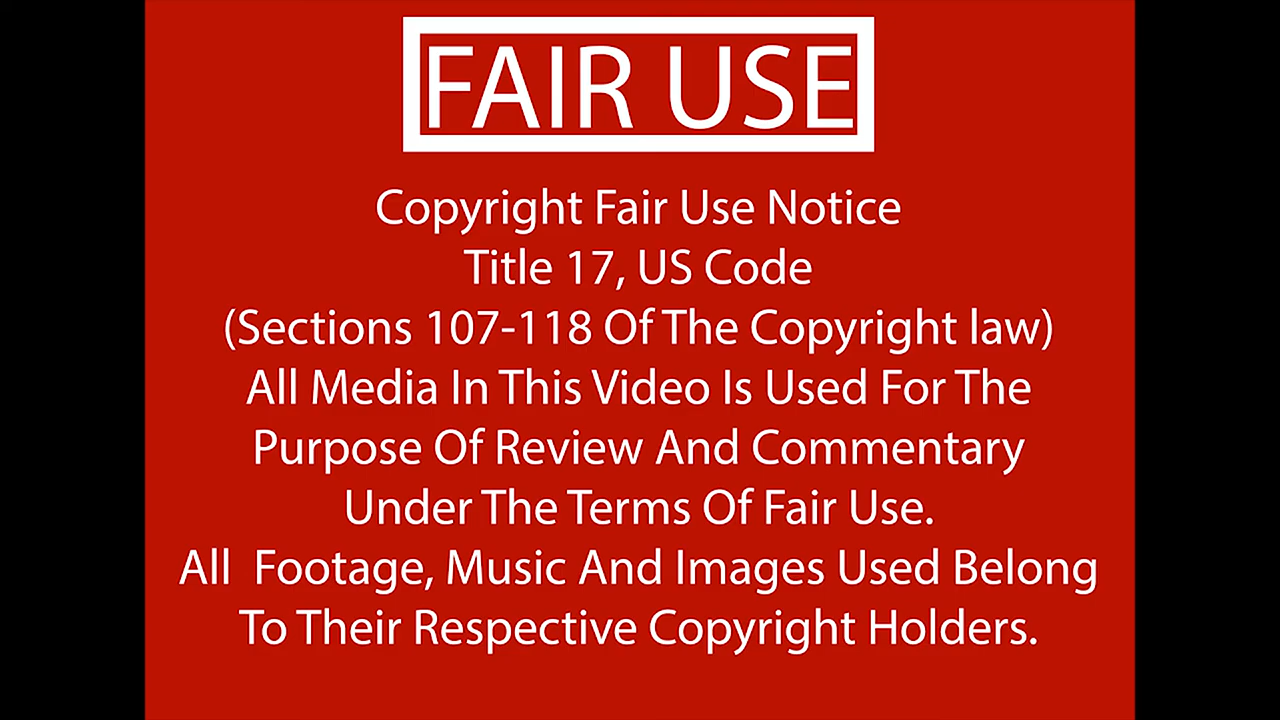 FAIR USE
Copyright Fair Use Notice
Title 17, US Code
(Sections 107-118 Of The Copyright law)
All Media In This Video Is Used For The
Purpose Of Review And Commentary
Under The Terms Of Fair Use.
All  Footage, Music And Images Used Belong
To Their Respective Copyright Holders.